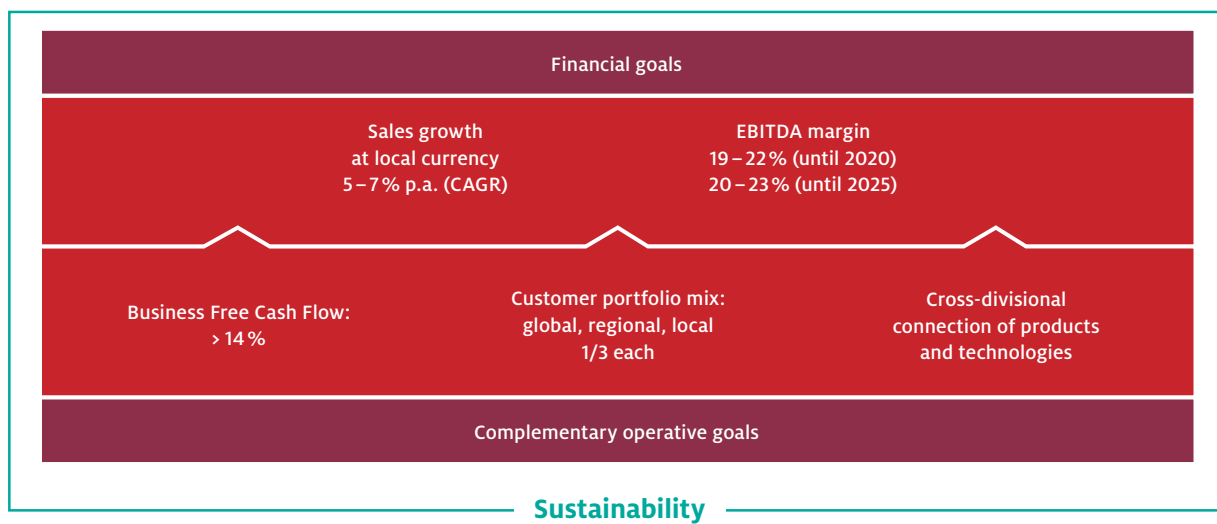 Financial goals
Sales growth
at local currency
5–7% p.a. (CAGR)
EBITDA margin
19–22% (until 2020)
20–23% (until 2025)
Business Free Cash Flow:
> 14%
Customer portfolio mix:
global, regional, local
1/3 each
Cross-divisional
connection of products
and technologies
Complementary operative goals
Sustainability